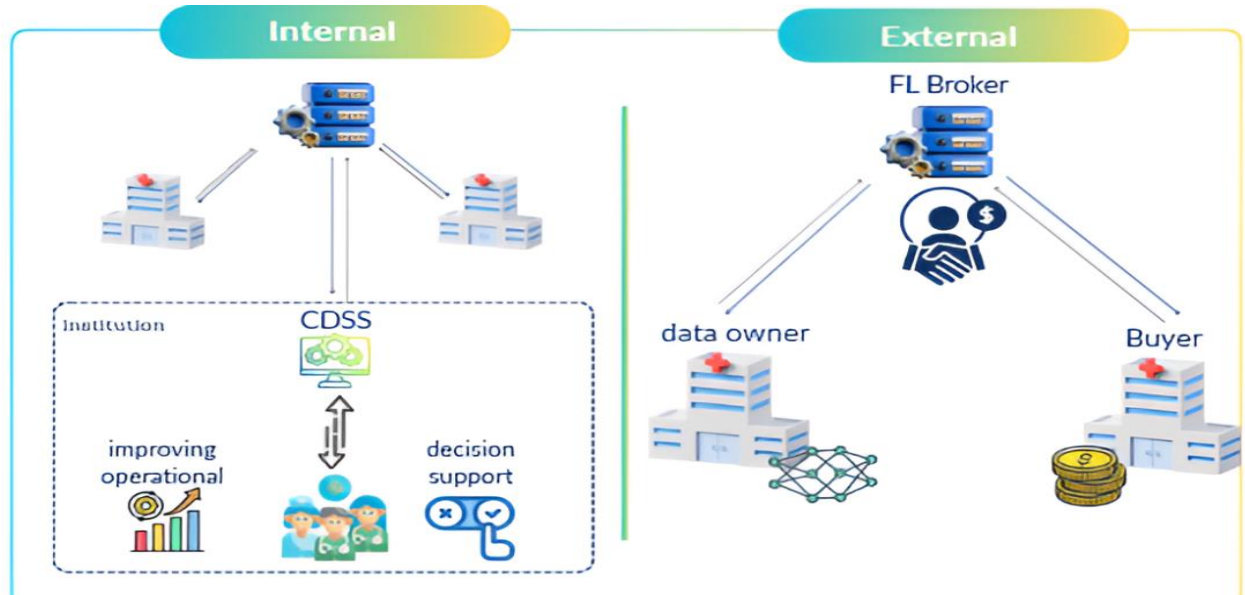 Internal
External
FL Broker
Institution
CDSS
improving
operational
decision
support
$
data owner
Buyer
$